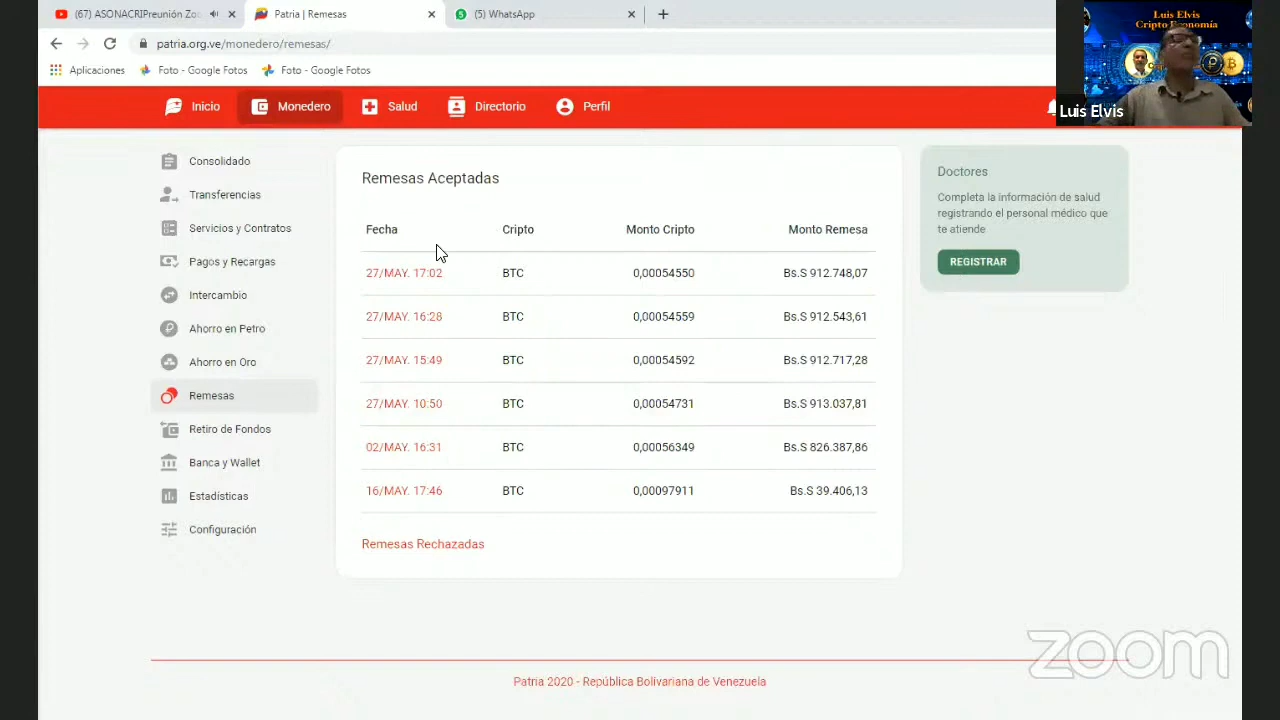 (67) ASONACRIPreunión Zoo
Patria | Remesas
(5) WhatsApp
patria.org.ve/monedero/remesas/
Aplicaciones
Foto - Google Fotos
Foto - Google Fotos
Luis Elvis
Cripto Economía
Luis Elvis
Inicio
Monedero
Salud
Directorio
Perfil
Consolidado
Transferencias
Servicios y Contratos
Pagos y Recargas
Intercambio
Ahorro en Petro
Ahorro en Oro
Remesas
Retiro de Fondos
Banca y Wallet
Estadísticas
Configuración
Remesas Aceptadas
Fecha Cripto Monto Cripto Monto Remesa
27/MAY. 17:02 BTC 0,00054550 Bs.S 912.748,07
27/MAY. 16:28 BTC 0,00054559 Bs.S 912.543,61
27/MAY. 15:49 BTC 0,00054592 Bs.S 912.717,28
27/MAY. 10:50 BTC 0,00054731 Bs.S 913.037,81
02/MAY. 16:31 BTC 0,00056349 Bs.S 826.387,86
16/MAY. 17:46 BTC 0,00097911 Bs.S 39.406,13
Remesas Rechazadas
Doctores
Completa la información de salud
registrando el personal médico que
te atiende
REGISTRAR
zoom
Patria 2020 - República Bolivariana de Venezuela